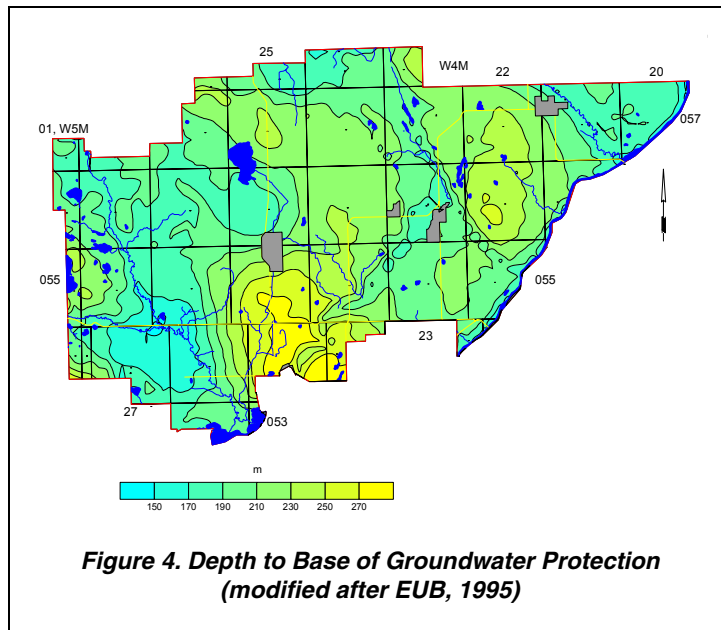 25
W4M
22
20
057
01, W5M
055
055
23
27
053
m
150 170 190 210 230 250 270
Figure 4. Depth to Base of Groundwater Protection
(modified after EUB, 1995)